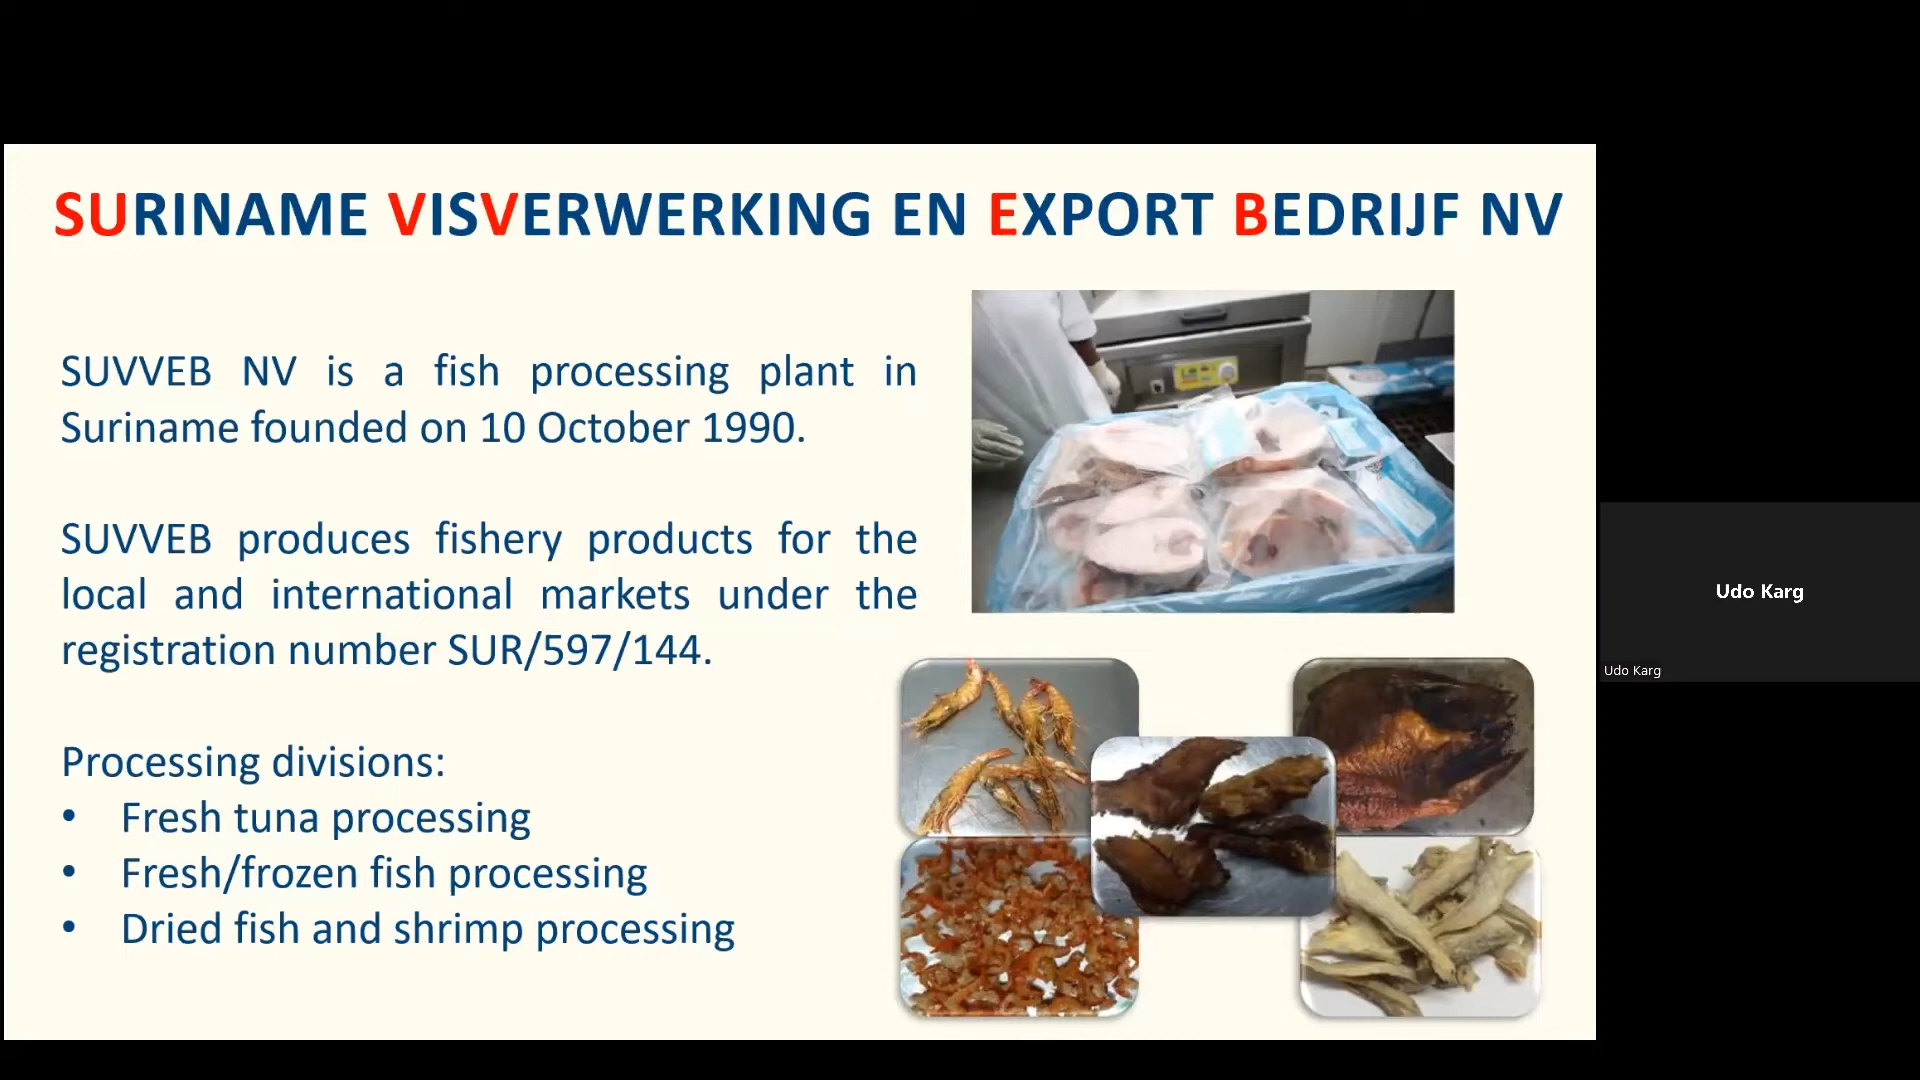 SURINAME VISVERWERKING EN EXPORT BEDRIJF NV
SUVVEB NV is a fish processing plant in
Suriname founded on 10 October 1990.
SUVVEB produces fishery products for the
local and international markets under the
registration number SUR/597/144.
Processing divisions:
• Fresh tuna processing
• Fresh/frozen fish processing
• Dried fish and shrimp processing
Udo Karg
Udo Karg